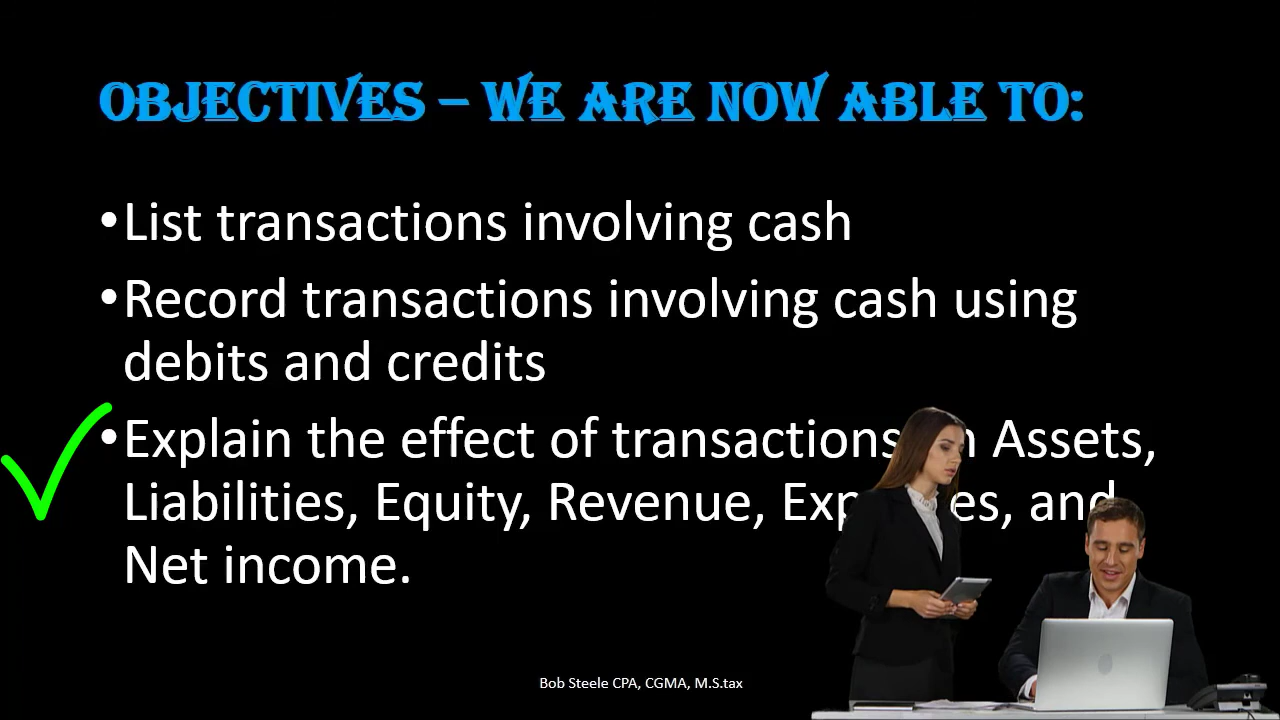 OBJECTIVES – WE ARE NOW ABLE TO:
•List transactions involving cash
•Record transactions involving cash using
debits and credits
•Explain the effect of transactions Assets,
Liabilities, Equity, Revenue, and
Net income.
Bob Steele CPA, CGMA, M.S.tax